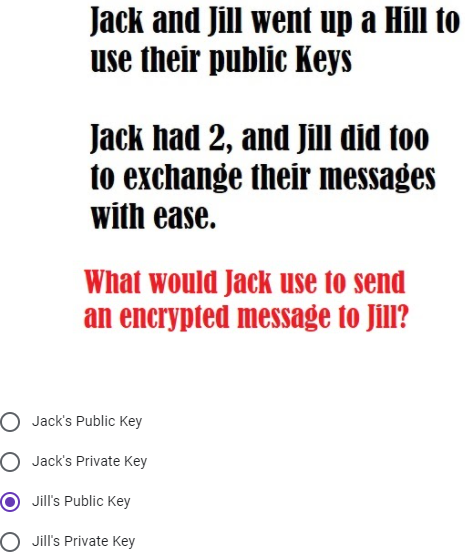 Jack and Jill went up a Hill to
use their public Keys
Jack had 2, and Jill did too
to exchange their messages
with ease.
What would Jack use to send
an encrypted message to Jill?
Jack's Public Key
Jack's Private Key
Jill's Public Key
Jill's Private Key